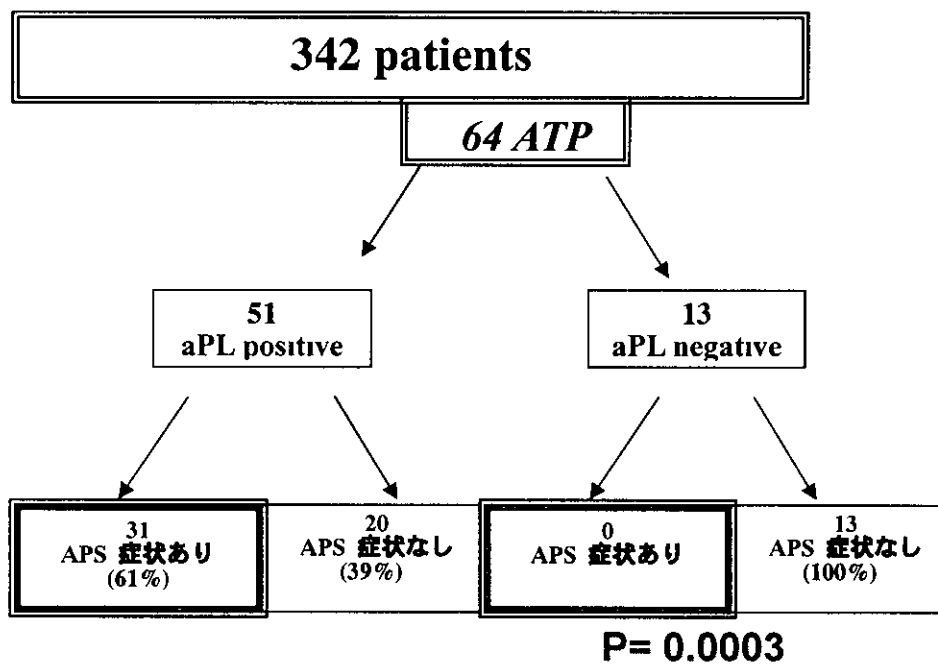 342 patients
64 ATP
51
aPL positive
13
aPL negative
31
APS 症状あり
(61%)
20
APS 症状なし
(39%)
0
APS 症状あり
13
APS 症状なし
(100%)
P= 0.0003